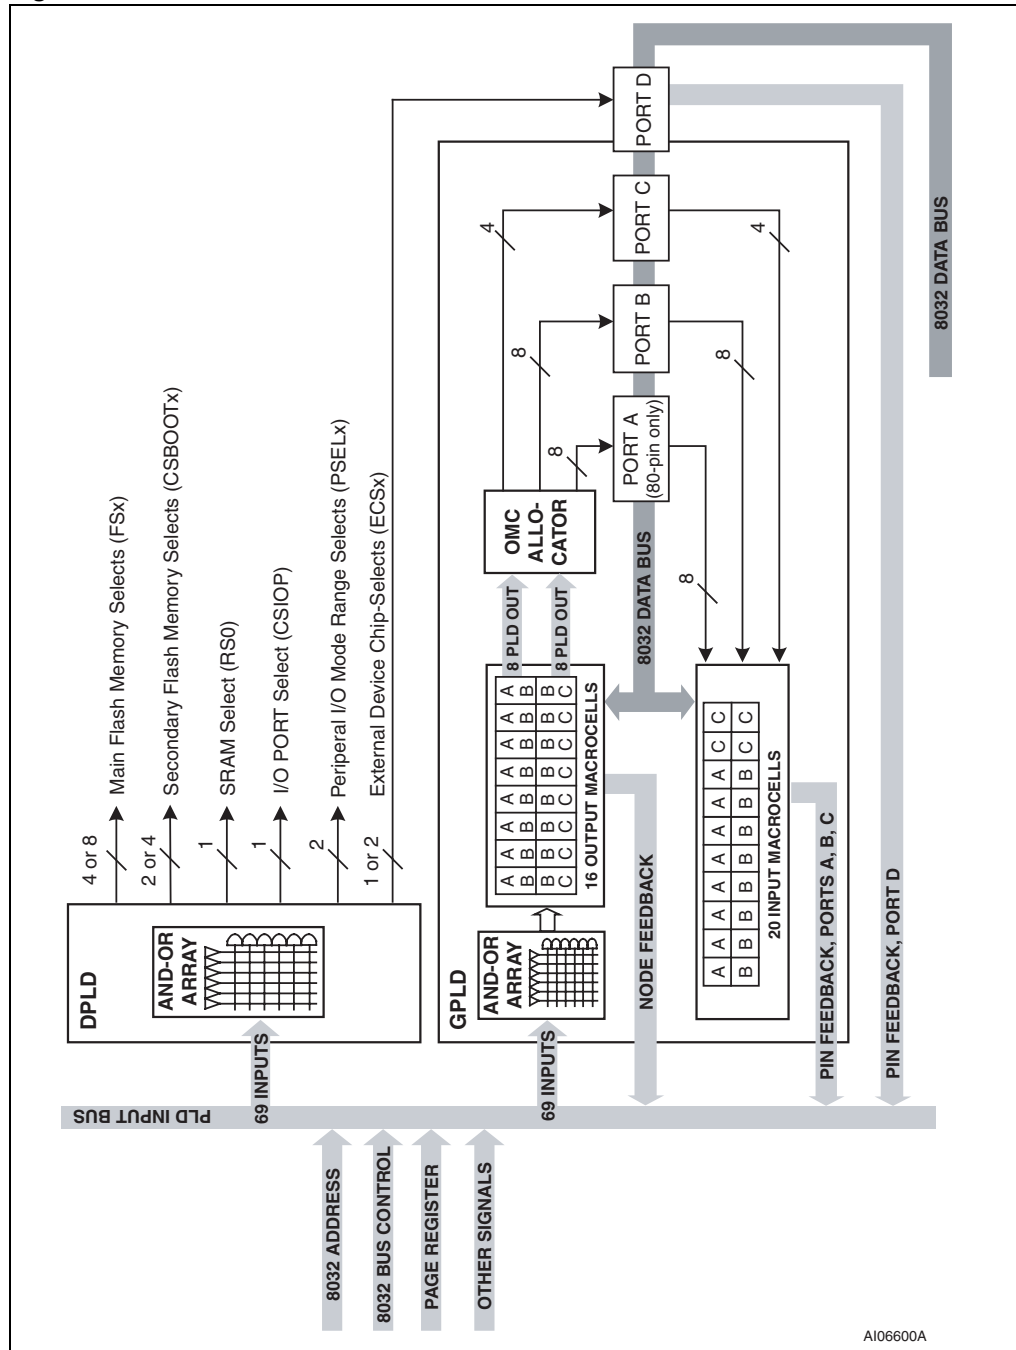 8032 DATA BUS
PORT D
PORT C
PORT B
PORT A
(80-pin only)
4
4
8
8
8
8
OMC
ALLO-
CATOR
8 PLD OUT
8 PLD OUT
8032 DATA BUS
Main Flash Memory Selects (FSx)
Secondary Flash Memory Selects (CSBOOTx)
SRAM Select (RS0)
I/O PORT Select (CSIOP)
Periperal I/O Mode Range Selects (PSELx)
External Device Chip-Selects (ECSx)
4 or 8
2 or 4
1
1
2
1 or 2
DPLD
AND-OR
ARRAY
69 INPUTS
GPLD
AND-OR
ARRAY
69 INPUTS
A A A A A A A A
B B B B B B B B
B B B B B B B B
C C C C C C C C
16 OUTPUT MACROCELLS
NODE FEEDBACK
A A A A A A A A C C
B B B B B B B B C C
20 INPUT MACROCELLS
PIN FEEDBACK, PORTS A, B, C
PIN FEEDBACK, PORT D
PLD INPUT BUS
8032 ADDRESS
8032 BUS CONTROL
PAGE REGISTER
OTHER SIGNALS
AI06600A